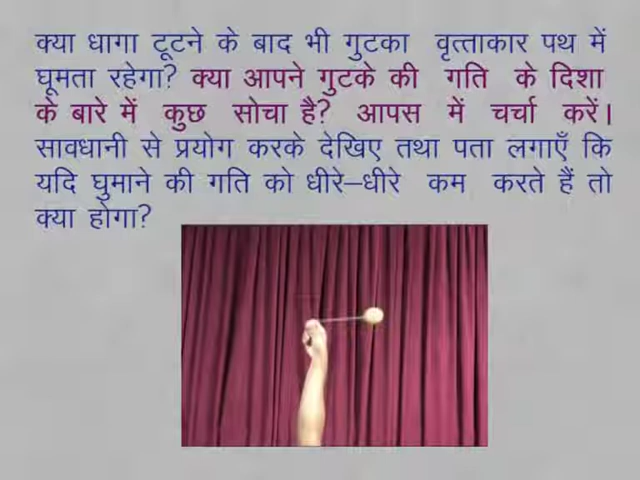 क्या धागा टूटने के बाद भी गुटका वृत्ताकार पथ में
घूमता रहेगा? क्या आपने गुटके की गति के दिशा
के बारे में कुछ सोचा है? आपस में चर्चा करें।
सावधानी से प्रयोग करके देखिए तथा पता लगाएँ कि
यदि घुमाने की गति को धीरे–धीरे कम करते हैं तो
क्या होगा?